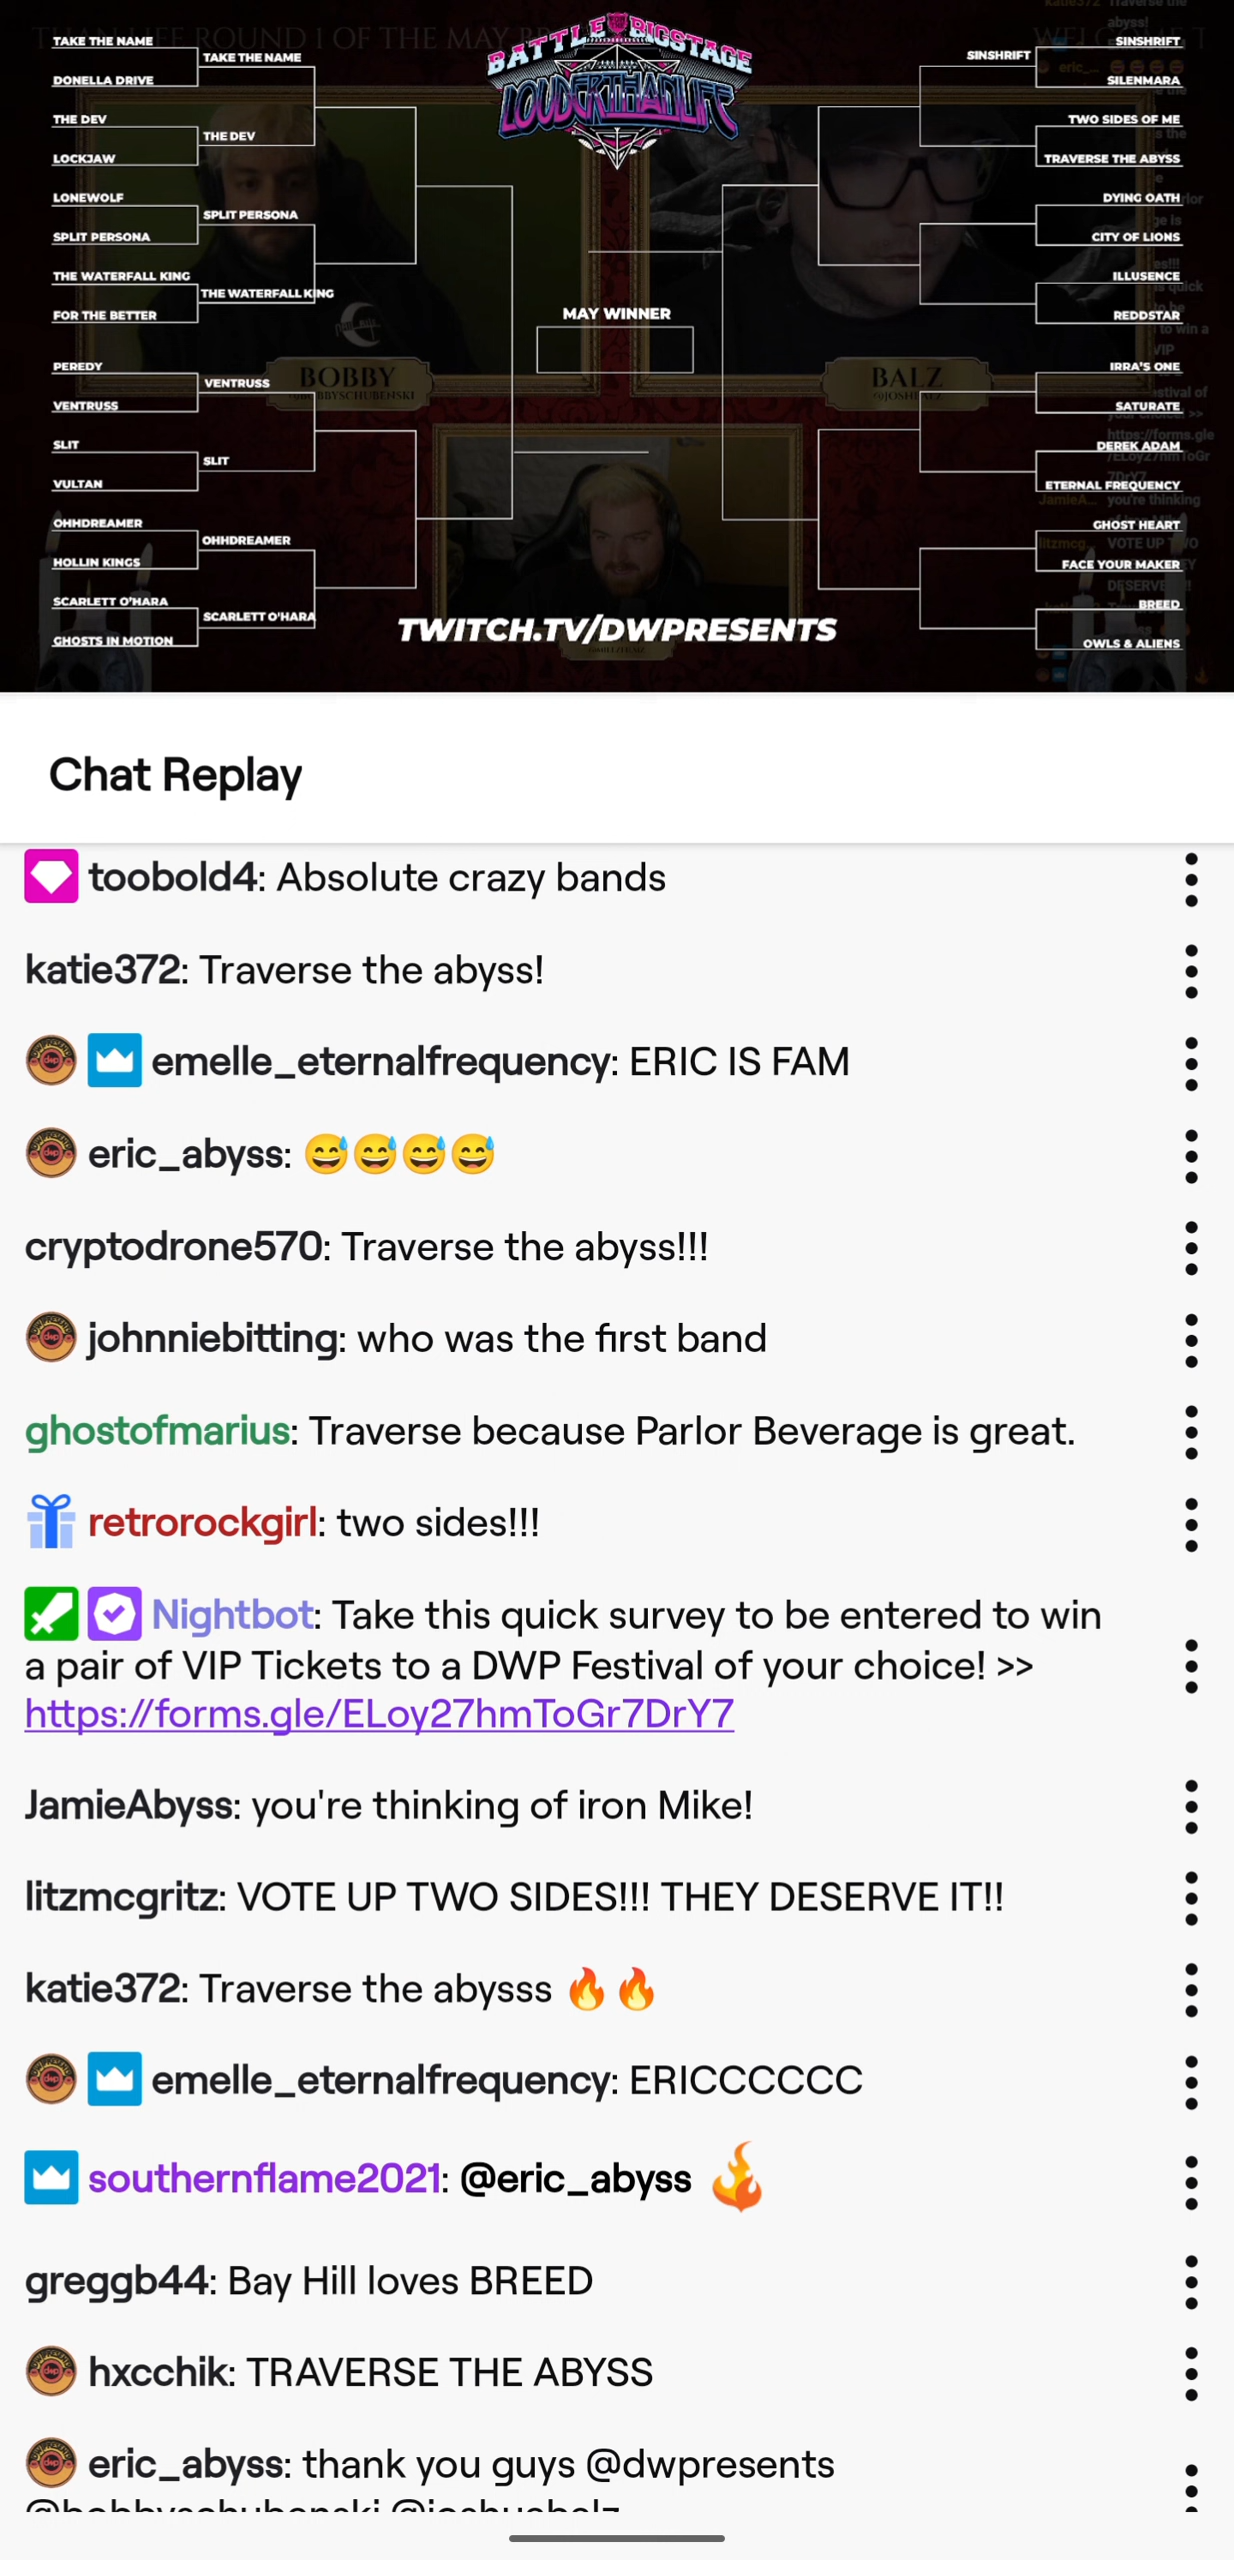 BATTLE FOR BIGSTAGE
LOUDERTHANLIFE
TAKE THE NAME
DONELLA DRIVE
THE DEV
LOCKJAW
LONEWOLF
SPLIT PERSONA
THE WATERFALL KING
FOR THE BETTER
PEREDY
VENTRUSS
SLIT
VULTAN
OHHDREAMER
HOLLIN KINGS
SCARLETT O'HARA
GHOSTS IN MOTION
TAKE THE NAME
THE DEV
SPLIT PERSONA
THE WATERFALL KING
VENTRUSS
SLIT
OHHDREAMER
SCARLETT O'HARA
MAY WINNER
BOBBY
BALZ
TWITCH.TV/DWPRESENTS
SINSHRIFT
SINSHRIFT
SILENMARA
TWO SIDES OF ME
TRAVERSE THE ABYSS
DYING OATH
CITY OF LIONS
ILLUSENCE
REDDSTAR
IRRA'S ONE
SATURATE
DEREK ADAM
ETERNAL FREQUENCY
GHOST HEART
FACE YOUR MAKER
BREED
OWLS & ALIENS
Chat Replay
toobold4: Absolute crazy bands
katie372: Traverse the abyss!
emelle_eternalfrequency: ERIC IS FAM
eric_abyss: 😅😅😅😅
cryptodrone570: Traverse the abyss!!!
johnniebitting: who was the first band
ghostofmarius: Traverse because Parlor Beverage is great.
retrorockgirl: two sides!!!
Nightbot: Take this quick survey to be entered to win
a pair of VIP Tickets to a DWP Festival of your choice! >>
https://forms.gle/ELoy27hmToGr7DrY7
JamieAbyss: you're thinking of iron Mike!
litzmcgritz: VOTE UP TWO SIDES!!! THEY DESERVE IT!!
katie372: Traverse the abysss 🔥🔥
emelle_eternalfrequency: ERICCCCCC
southernflame2021: @eric_abyss
greggb44: Bay Hill loves BREED
hxcchik: TRAVERSE THE ABYSS
eric_abyss: thank you guys @dwpresents